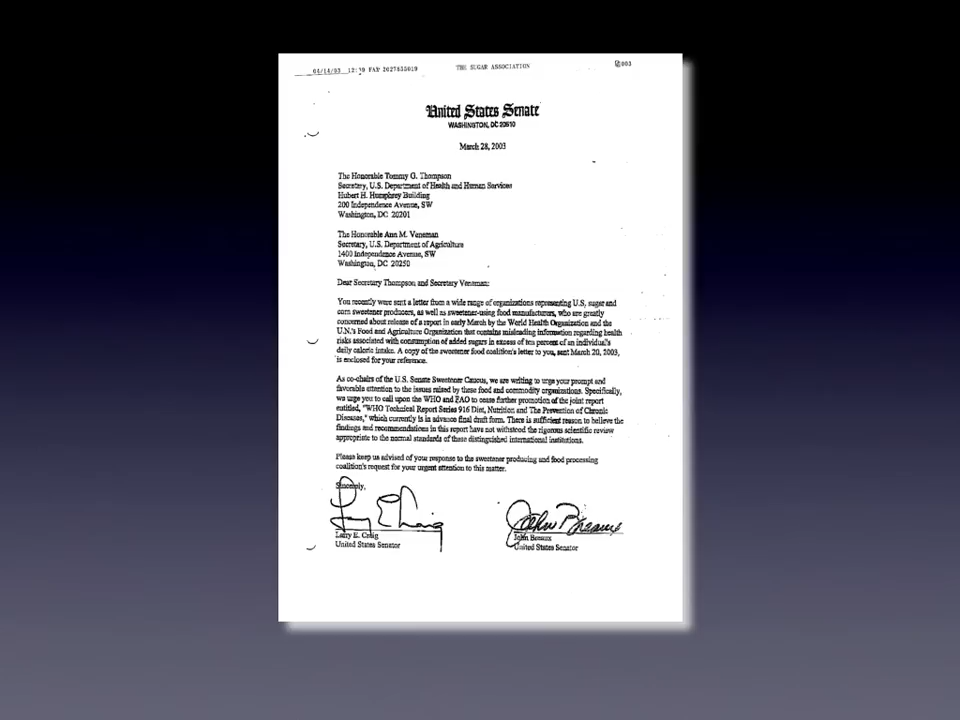 04/14/03 12:19 FAX 2027855019 THE SUGAR ASSOCIATION 003
United States Senate
WASHINGTON, DC 20510
March 28, 2003
The Honorable Tommy G. Thompson
Secretary, U.S. Department of Health and Human Services
Hubert H. Humphrey Building
200 Independence Avenue, SW
Washington, DC 20201
The Honorable Ann M. Veneman
Secretary, U.S. Department of Agriculture
1400 Independence Avenue, SW
Washington, DC 20250
Dear Secretary Thompson and Secretary Veneman:
You recently were sent a letter from a wide range of organizations representing U.S. sugar and
corn sweetener producers, as well as sweetener-using food manufacturers, who are greatly
concerned about release of a report in early March by the World Health Organization and the
U.N.'s Food and Agriculture Organization that contains misleading information regarding health
risks associated with consumption of added sugars in excess of ten percent of an individual's
daily caloric intake. A copy of the sweetener food coalition's letter to you, sent March 20, 2003,
is enclosed for your reference.
As co-chairs of the U.S. Senate Sweetener Caucus, we are writing to urge your prompt and
favorable attention to the issues raised by these food and commodity organizations. Specifically,
we urge you to call upon the WHO and FAO to cease further promotion of the joint report
entitled, "WHO Technical Report Series 916 Diet, Nutrition and The Prevention of Chronic
Diseases," which currently is in advance final draft form. There is sufficient reason to believe the
findings and recommendations in this report have not withstood the rigorous scientific review
appropriate to the normal standards of these distinguished international institutions.
Please keep us advised of your response to the sweetener producing and food processing
coalition's request for your urgent attention to this matter.
Sincerely,
Larry E Craig John Breaux
Larry E. Craig John Breaux
United States Senator United States Senator